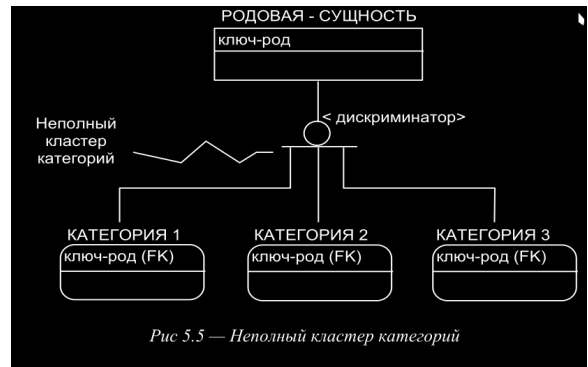 РОДОВАЯ - СУЩНОСТЬ
ключ-род
< дискриминатор>
Неполный
кластер
категорий
КАТЕГОРИЯ 1
КАТЕГОРИЯ 2
КАТЕГОРИЯ 3
ключ-род (FK)
ключ-род (FK)
ключ-род (FK)
Рис 5.5 — Неполный кластер категорий